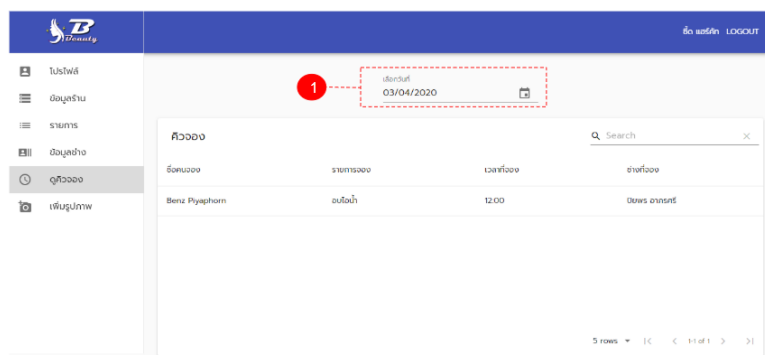 B
Beauty
ซี๊ด แฮร์คัท LOGOUT
โปรไฟล์
ข้อมูลร้าน
รายการ
ข้อมูลช่าง
ดูคิวจอง
เพิ่มรูปภาพ
1
เลือกวันที่
03/04/2020
คิวจอง
Search
ชื่อคนจอง รายการจอง เวลาที่จอง ช่างที่จอง
Benz Piyaphorn อบไอน้ำ 12:00 ปิยพร อาภรศรี
5 rows 1-1 of 1